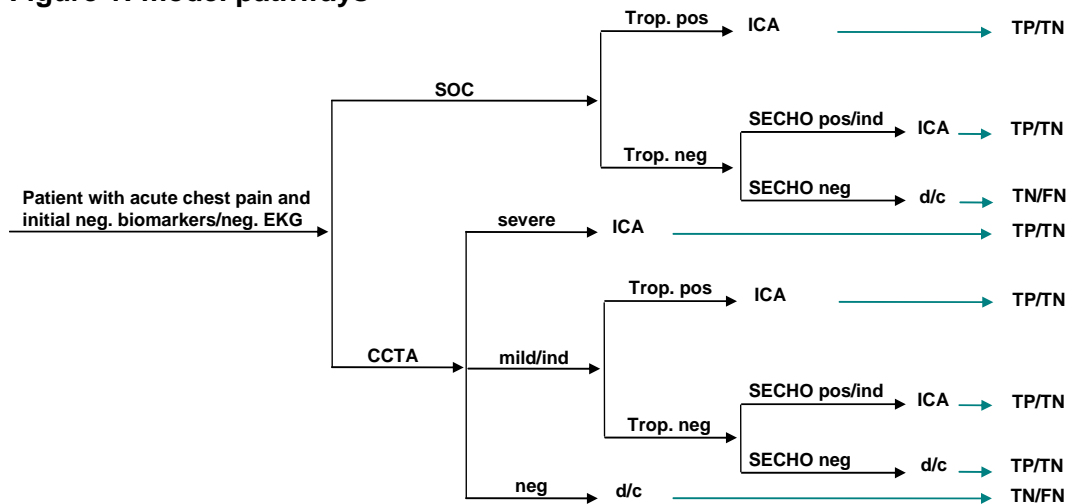 Figure 1. Model pathways
Trop. pos ICA TP/TN
SOC
SECHO pos/ind ICA TP/TN
Trop. neg
SECHO neg d/c TN/FN
Patient with acute chest pain and
initial neg. biomarkers/neg. EKG
severe ICA TP/TN
Trop. pos ICA TP/TN
CCTA mild/ind
SECHO pos/ind ICA TP/TN
Trop. neg
SECHO neg d/c TP/TN
neg d/c TN/FN